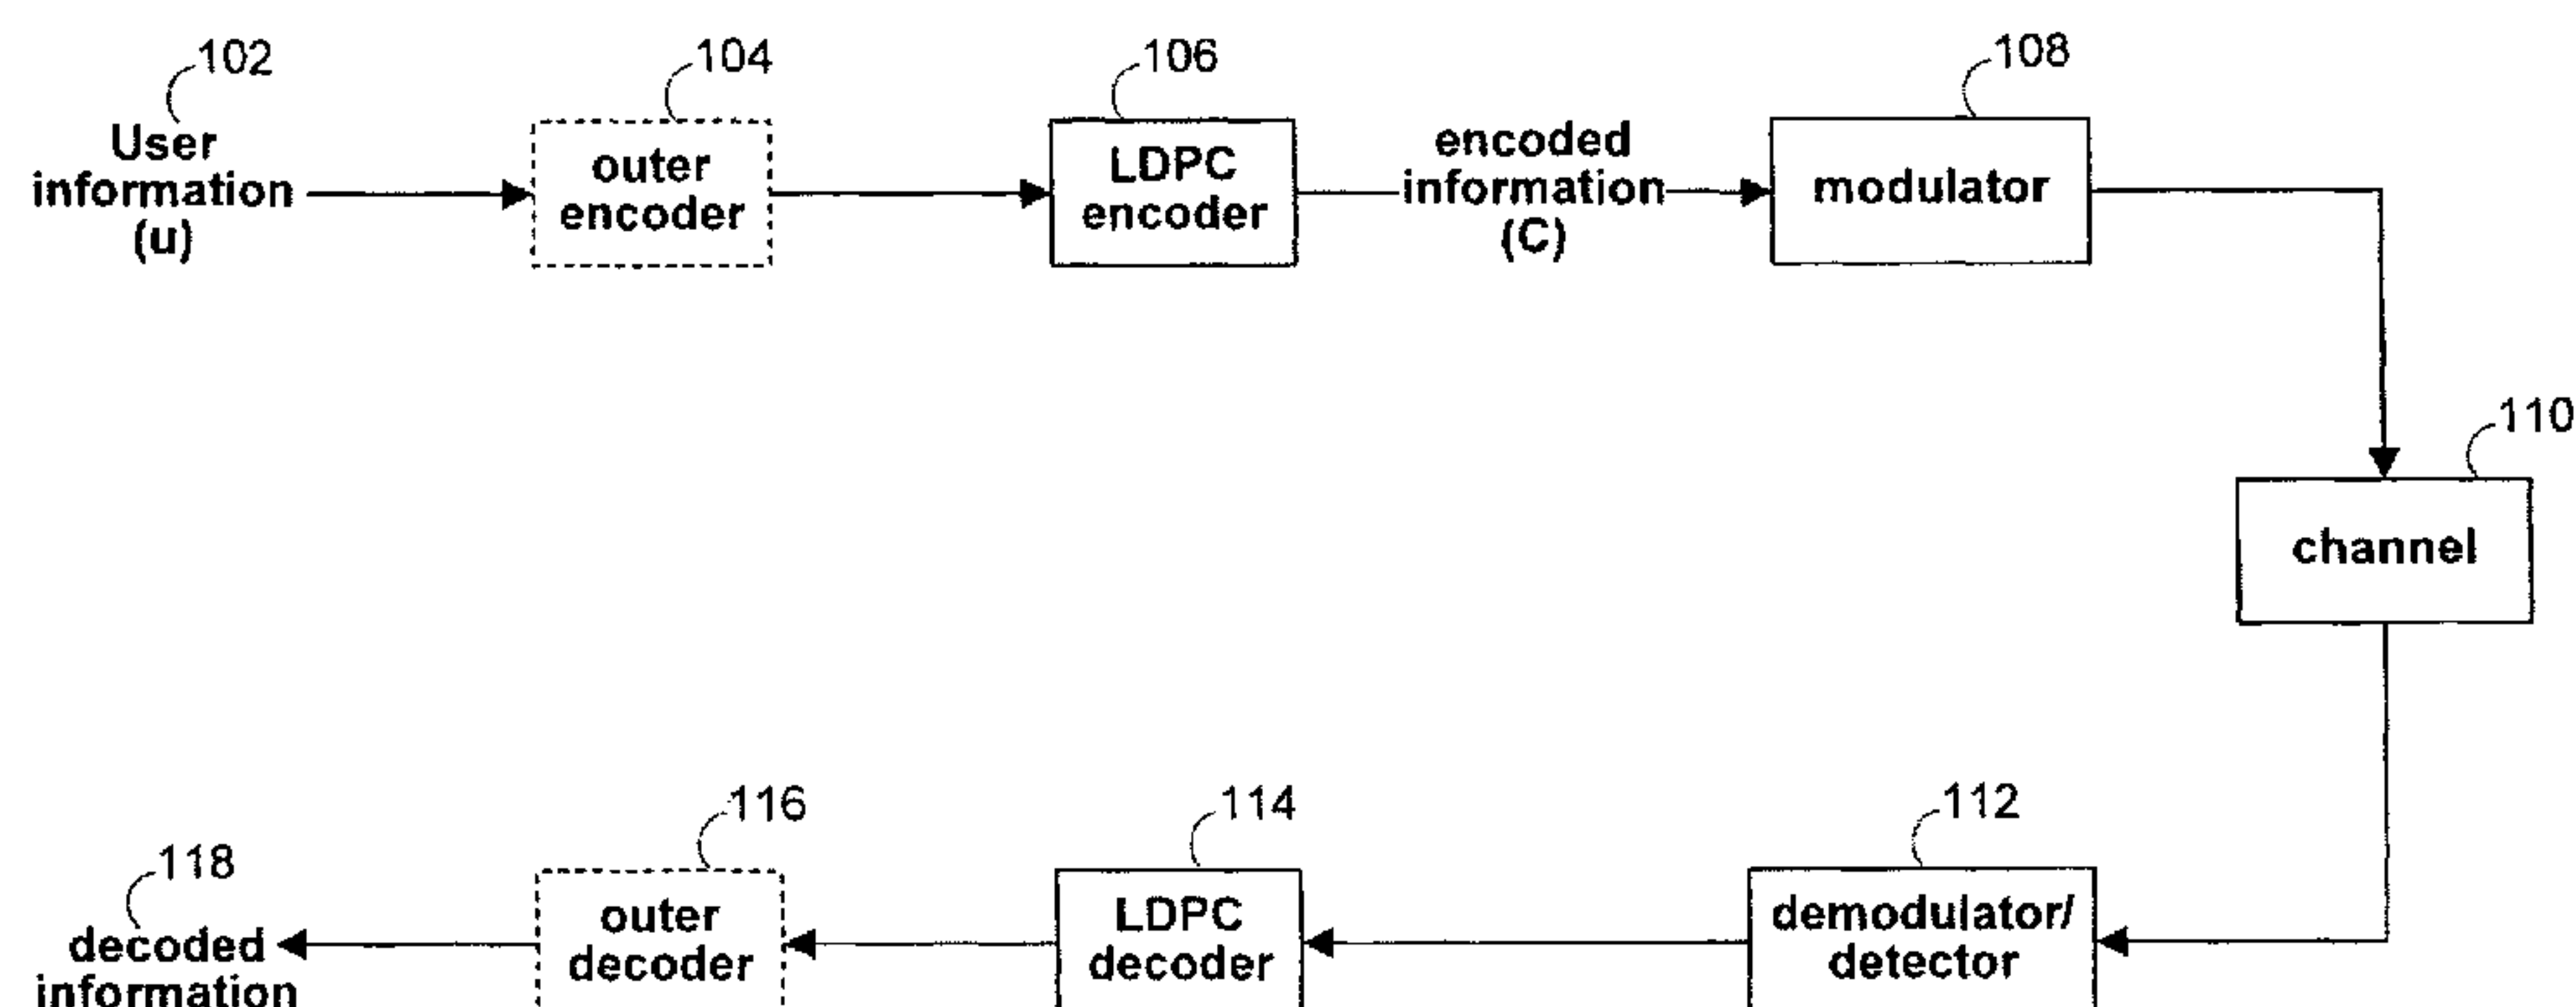 102
User
information
(u)
104
outer
encoder
106
LDPC
encoder
encoded
information
(C)
108
modulator
110
channel
112
demodulator/
detector
114
LDPC
decoder
116
outer
decoder
118
decoded
information